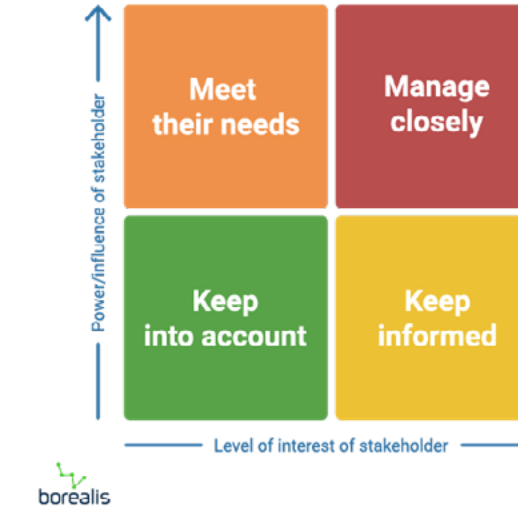 Power/influence of stakeholder
Meet
their needs
Manage
closely
Keep
into account
Keep
informed
Level of interest of stakeholder
borealis